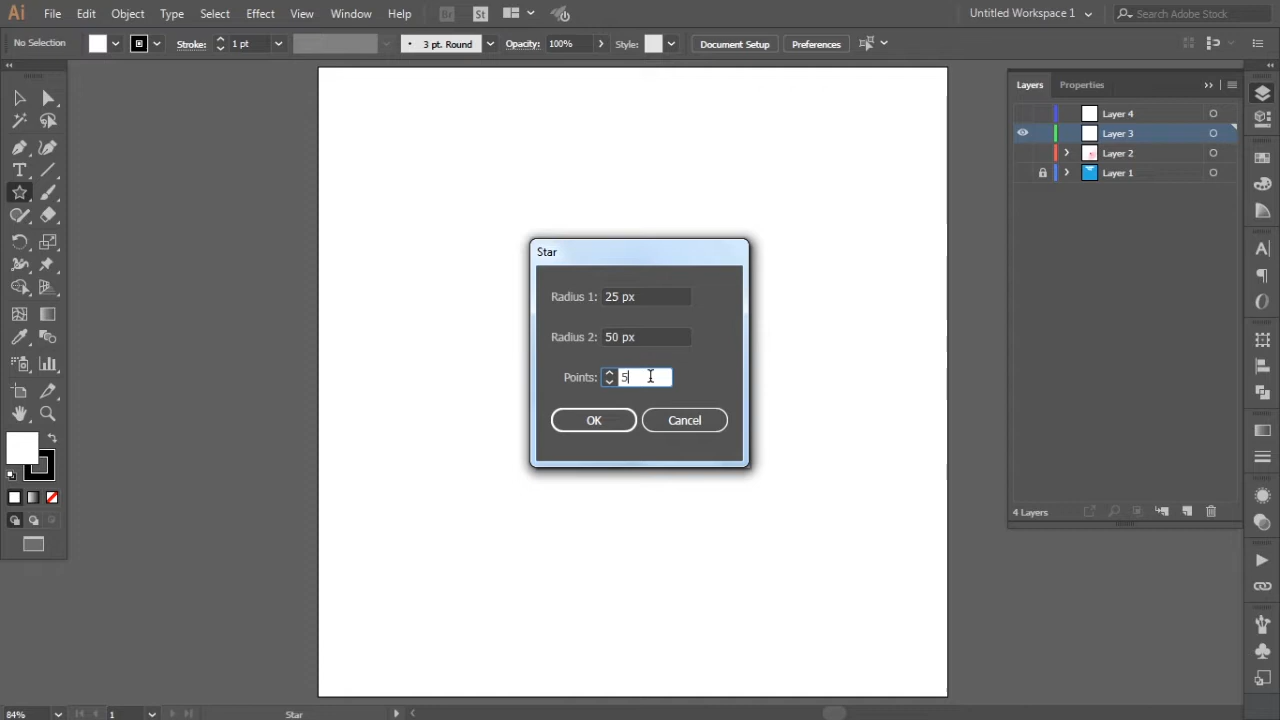 Ai File Edit Object Type Select Effect View Window Help Br St Untitled Workspace 1 Search Adobe Stock
No Selection Stroke: 1 pt 3 pt. Round Opacity: 100% Style: Document Setup Preferences
Layers Properties
Layer 4
Layer 3
Layer 2
Layer 1
Star
Radius 1: 25 px
Radius 2: 50 px
Points: 5
OK Cancel
4 Layers
84% 1 Star